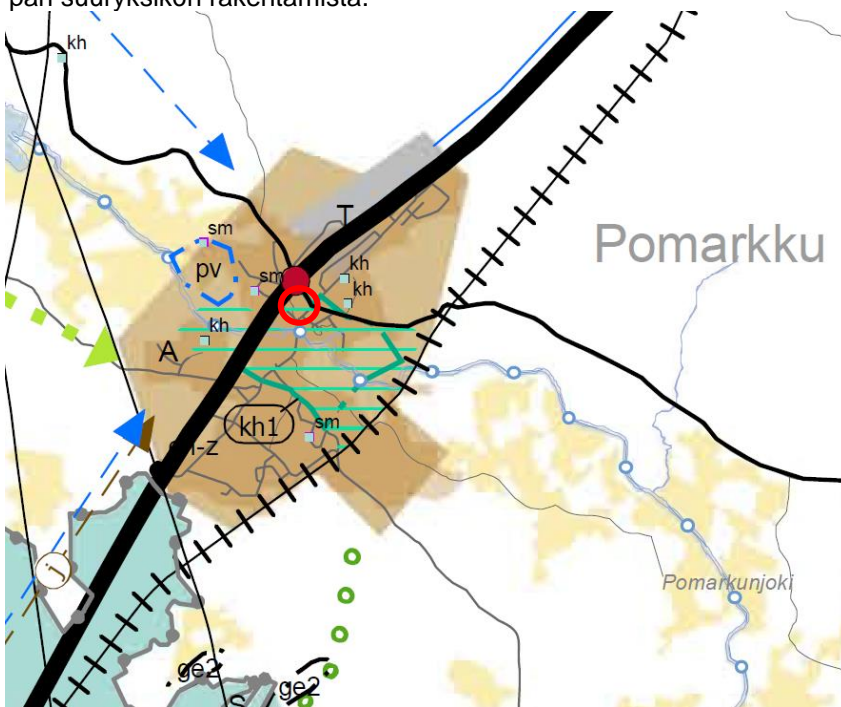 pan suuryksikön rakentamista.
kh
T
Pomarkku
sm
pv
sm
kh
kh
kh
A
kh1
sm
j
Pomarkunjoki
ge2
ge2
S